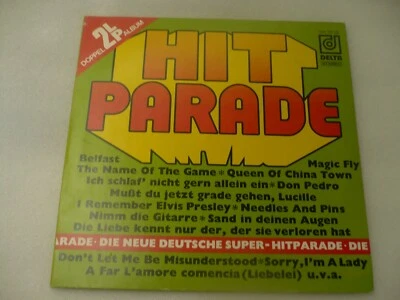 DOPPEL 2LP ALBUM
DELTA
STEREO
HIT
PARADE
Belfast
Magic Fly
The Name Of The Game * Queen Of China Town
Ich schlaf' nicht gern allein ein * Don Pedro
Mußt du jetzt grade gehen, Lucille
I Remember Elvis Presley * Needles And Pins
Nimm die Gitarre * Sand in deinen Augen
Die Liebe kennt nur der, der sie verloren hat
ARADE · DIE NEUE DEUTSCHE SUPER - HITPARADE · DIE
Don't Let Me Be Misunderstood * Sorry, I'm A Lady
A Far L'amore comencia (Liebelei) u.v.a.